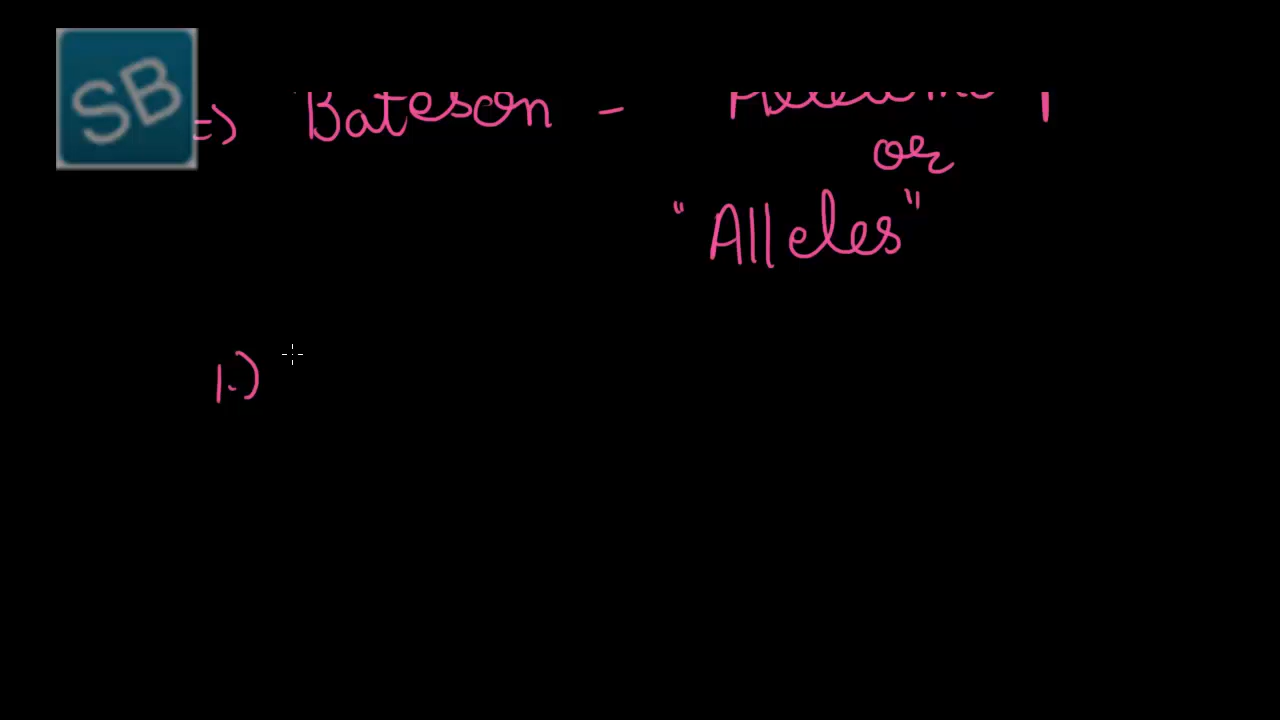 SB
=> Bateson -
or
"Alleles"
1.)